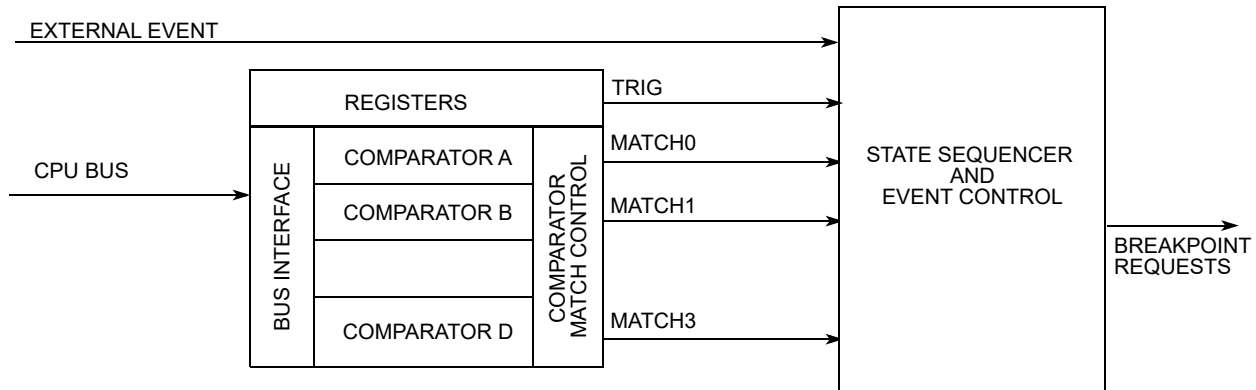 EXTERNAL EVENT
REGISTERS
TRIG
CPU BUS
BUS INTERFACE
COMPARATOR A
COMPARATOR B
COMPARATOR D
COMPARATOR
MATCH CONTROL
MATCH0
MATCH1
MATCH3
STATE SEQUENCER
AND
EVENT CONTROL
BREAKPOINT
REQUESTS